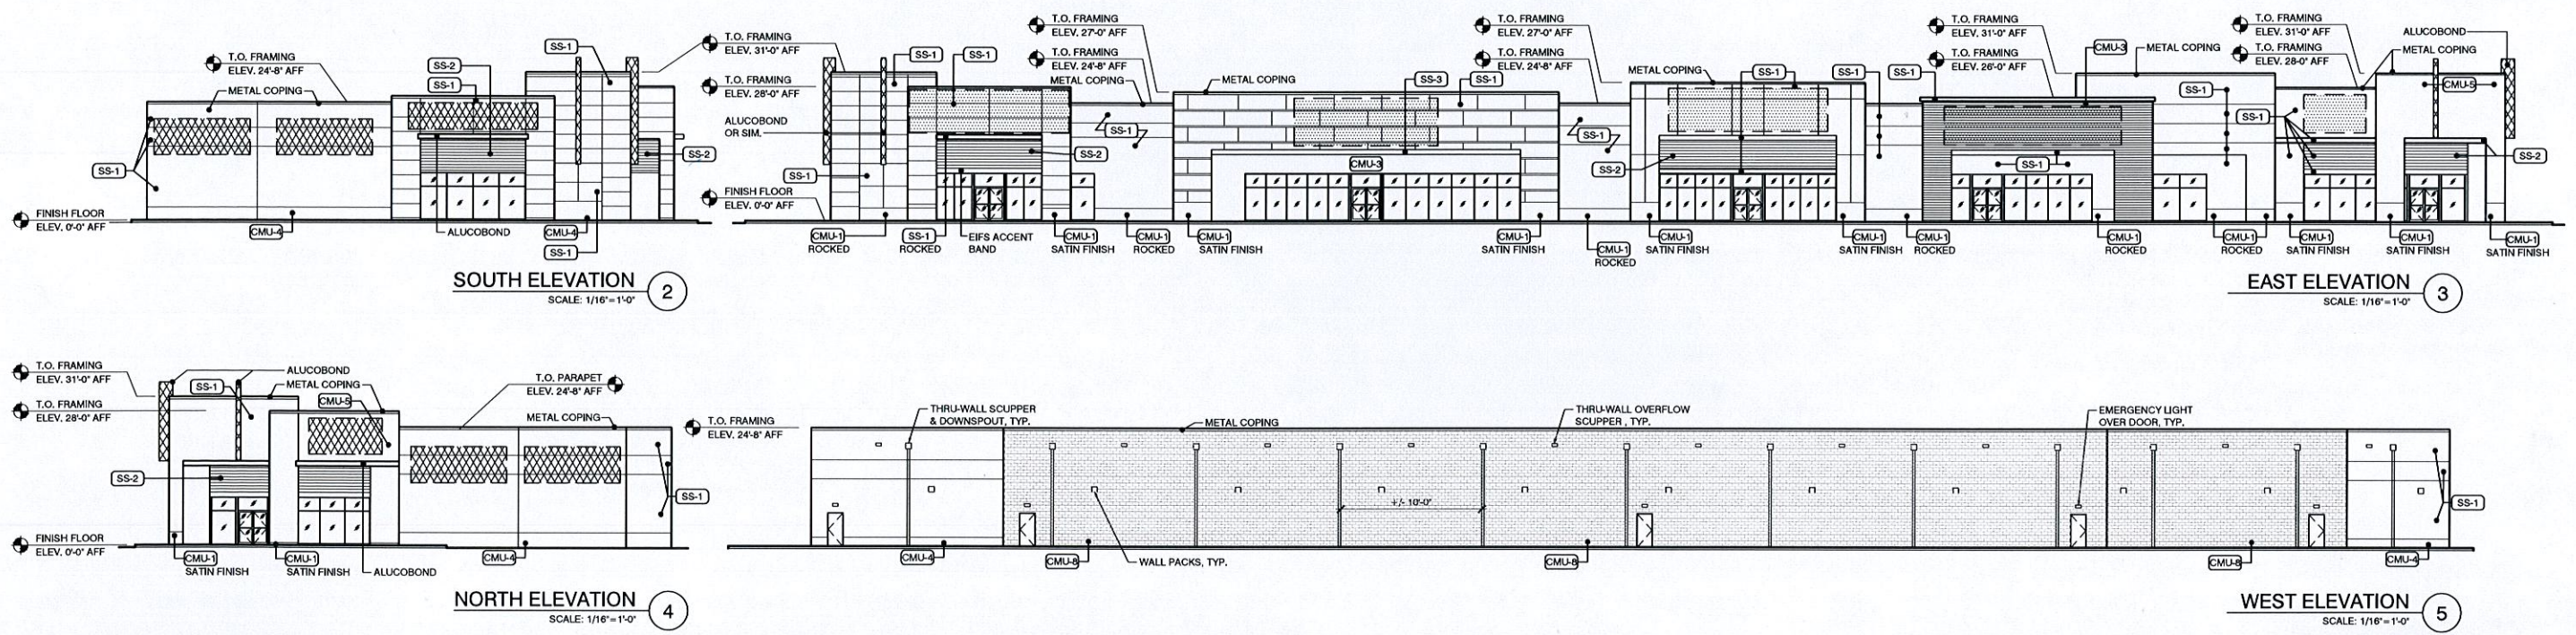 T.O. FRAMING
ELEV. 24'-8" AFF
METAL COPING
SS-2
SS-1
SS-1
SS-1
SS-2
FINISH FLOOR
ELEV. 0'-0" AFF
CMU-4
ALUCOBOND
CMU-4
SS-1
SOUTH ELEVATION
SCALE: 1/16"=1'-0"
2
T.O. FRAMING
ELEV. 31'-0" AFF
T.O. FRAMING
ELEV. 28'-0" AFF
ALUCOBOND
OR SIM.
SS-1
FINISH FLOOR
ELEV. 0'-0" AFF
SS-1
SS-1
T.O. FRAMING
ELEV. 27'-0" AFF
T.O. FRAMING
ELEV. 24'-8" AFF
METAL COPING
METAL COPING
SS-1
SS-2
SS-3
SS-1
CMU-3
T.O. FRAMING
ELEV. 27'-0" AFF
T.O. FRAMING
ELEV. 24'-8" AFF
METAL COPING
SS-1
SS-2
SS-1
SS-1
SS-1
T.O. FRAMING
ELEV. 31'-0" AFF
T.O. FRAMING
ELEV. 26'-0" AFF
CMU-3
METAL COPING
SS-1
SS-1
T.O. FRAMING
ELEV. 31'-0" AFF
T.O. FRAMING
ELEV. 28'-0" AFF
ALUCOBOND
METAL COPING
CMU-5
SS-1
SS-2
CMU-1
ROCKED
SS-1
ROCKED
EIFS ACCENT
BAND
CMU-1
SATIN FINISH
CMU-1
ROCKED
CMU-1
SATIN FINISH
CMU-1
SATIN FINISH
CMU-1
ROCKED
CMU-1
SATIN FINISH
CMU-1
SATIN FINISH
CMU-1
ROCKED
CMU-1
ROCKED
CMU-1
ROCKED
CMU-1
SATIN FINISH
CMU-1
SATIN FINISH
CMU-1
SATIN FINISH
EAST ELEVATION
SCALE: 1/16"=1'-0"
3
T.O. FRAMING
ELEV. 31'-0" AFF
T.O. FRAMING
ELEV. 28'-0" AFF
ALUCOBOND
SS-1
METAL COPING
CMU-5
T.O. PARAPET
ELEV. 24'-8" AFF
METAL COPING
SS-2
SS-1
FINISH FLOOR
ELEV. 0'-0" AFF
CMU-1
SATIN FINISH
CMU-1
SATIN FINISH
ALUCOBOND
CMU-4
NORTH ELEVATION
SCALE: 1/16"=1'-0"
4
T.O. FRAMING
ELEV. 24'-8" AFF
THRU-WALL SCUPPER
& DOWNSPOUT, TYP.
METAL COPING
THRU-WALL OVERFLOW
SCUPPER , TYP.
EMERGENCY LIGHT
OVER DOOR, TYP.
+/- 10'-0"
SS-1
CMU-4
CMU-8
WALL PACKS, TYP.
CMU-8
CMU-8
CMU-4
WEST ELEVATION
SCALE: 1/16"=1'-0"
5